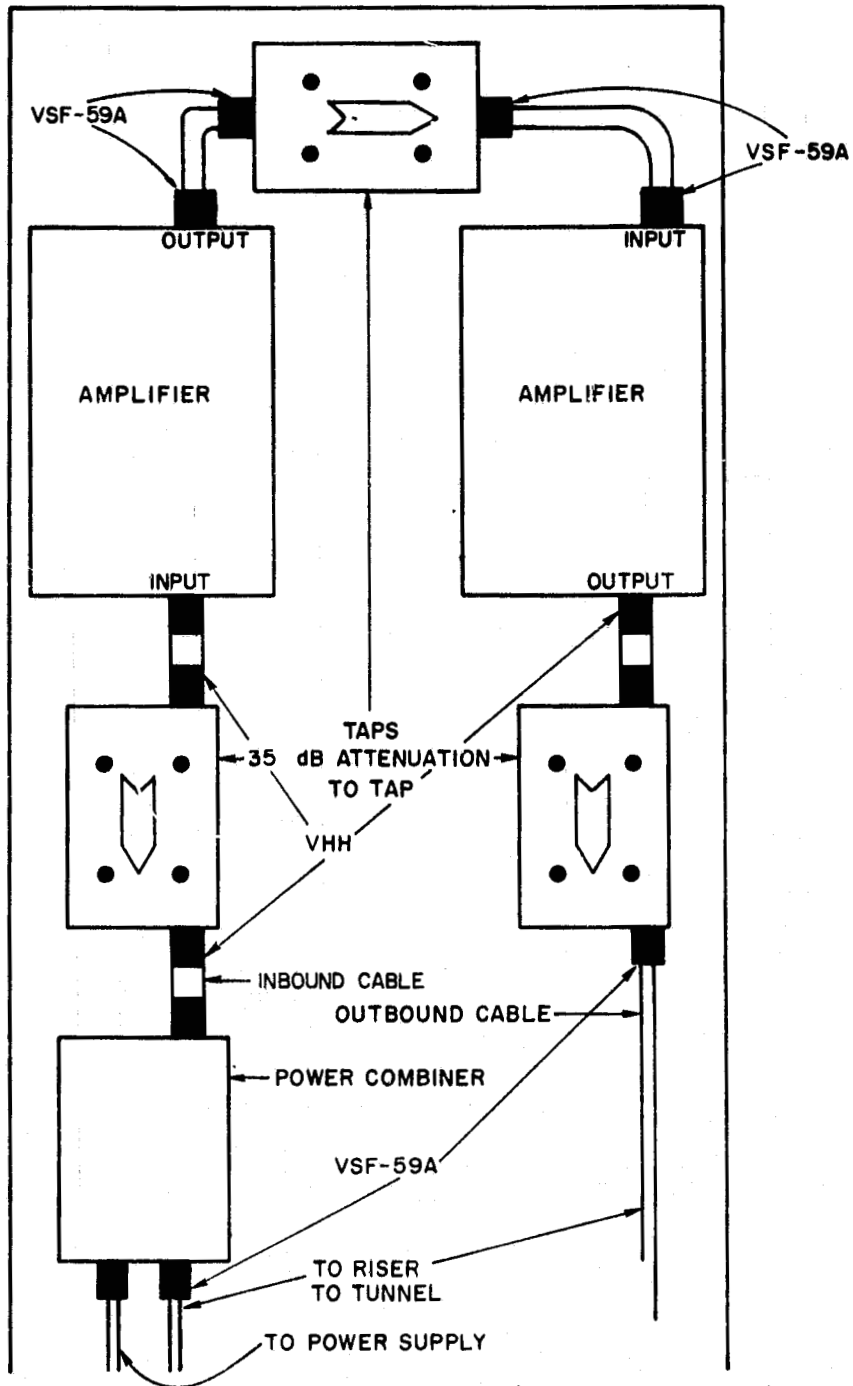 VSF-59A
VSF-59A
OUTPUT
INPUT
AMPLIFIER
AMPLIFIER
INPUT
OUTPUT
TAPS
35 dB ATTENUATION
TO TAP
VHH
INBOUND CABLE
OUTBOUND CABLE
POWER COMBINER
VSF-59A
TO RISER
TO TUNNEL
TO POWER SUPPLY